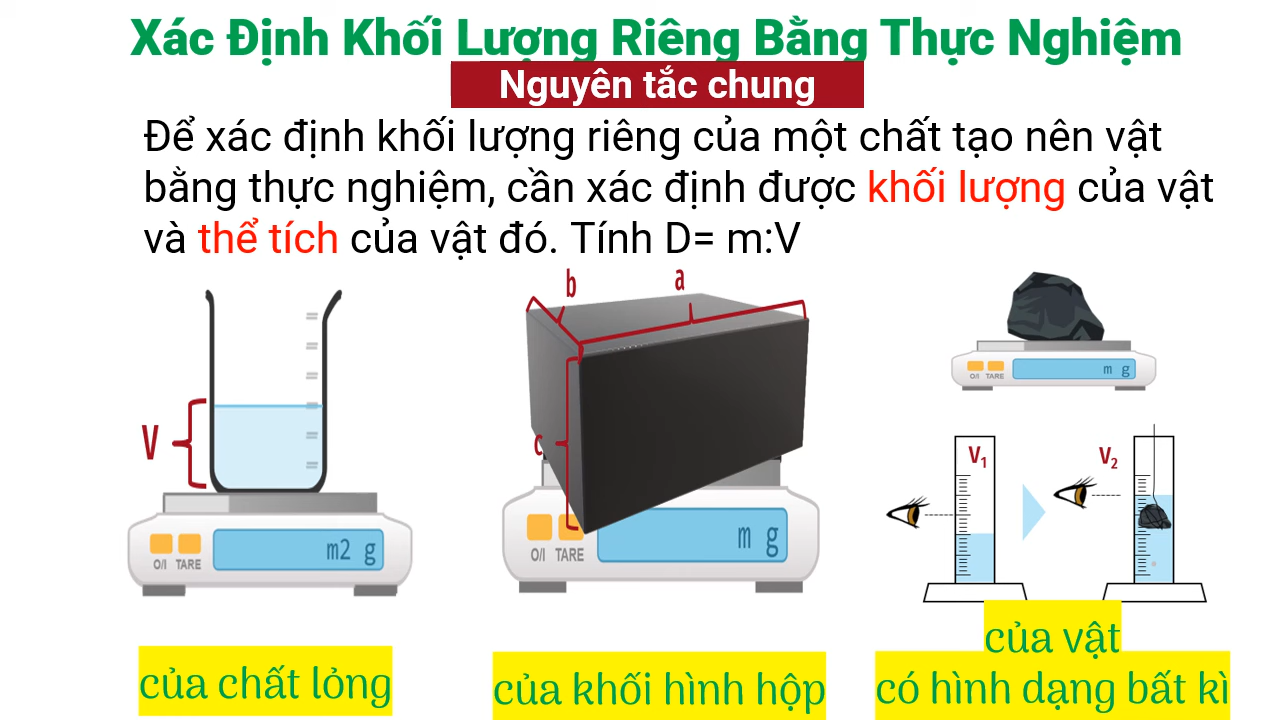 Xác Định Khối Lượng Riêng Bằng Thực Nghiệm
Nguyên tắc chung
Để xác định khối lượng riêng của một chất tạo nên vật
bằng thực nghiệm, cần xác định được khối lượng của vật
và thể tích của vật đó. Tính D= m:V
V
m2 g
O/I TARE
của chất lỏng
b
a
c
m g
O/I TARE
của khối hình hộp
m g
O/I TARE
V₁
V₂
của vật
có hình dạng bất kì